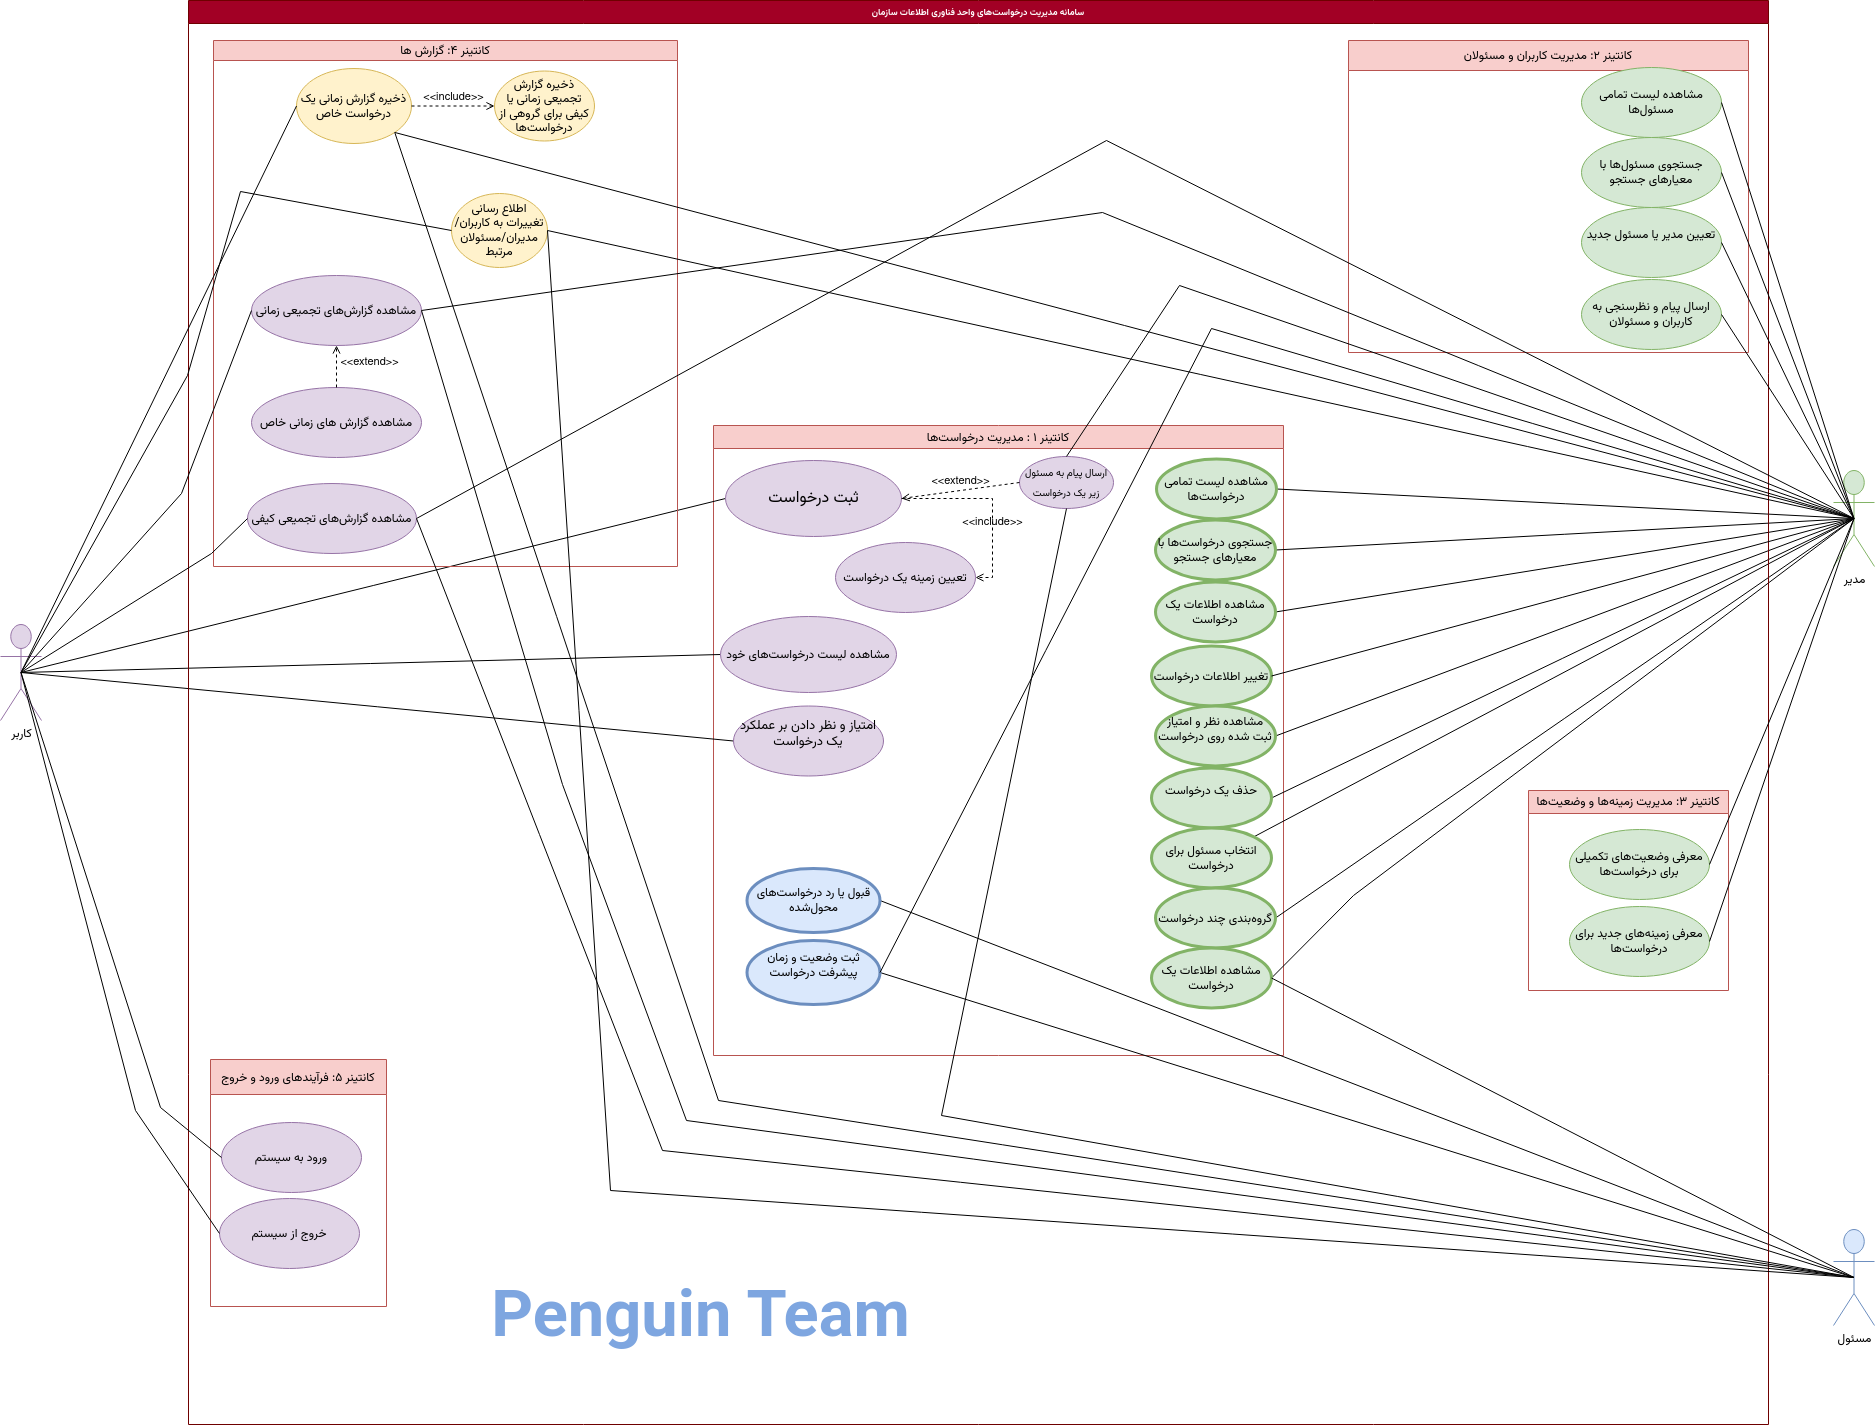 سامانه مدیریت درخواست‌های واحد فناوری اطلاعات سازمان
کانتینر ۲: مدیریت کاربران و مسئولان
مشاهده لیست تمامی
مسئول‌ها
جستجوی مسئول‌ها با
معیارهای جستجو
تعیین مدیر یا مسئول جدید
ارسال پیام و نظرسنجی به
کاربران و مسئولان
کانتینر ۴: گزارش ها
ذخیره گزارش زمانی یک
درخواست خاص
<<include>>
ذخیره گزارش
تجمیعی زمانی یا
کیفی برای گروهی از
درخواست‌ها
اطلاع رسانی
تغییرات به کاربران/
مدیران/مسئولان
مرتبط
مشاهده گزارش‌های تجمیعی زمانی
<<extend>>
مشاهده گزارش های زمانی خاص
مشاهده گزارش‌های تجمیعی کیفی
کانتینر ۱ : مدیریت درخواست‌ها
ثبت درخواست
<<extend>>
ارسال پیام به مسئول
زیر یک درخواست
<<include>>
تعیین زمینه یک درخواست
مشاهده لیست درخواست‌های خود
امتیاز و نظر دادن بر عملکرد
یک درخواست
قبول یا رد درخواست‌های
محول‌شده
ثبت وضعیت و زمان
پیشرفت درخواست
مشاهده لیست تمامی
درخواست‌ها
جستجوی درخواست‌ها با
معیارهای جستجو
مشاهده اطلاعات یک
درخواست
تغییر اطلاعات درخواست
مشاهده نظر و امتیاز
ثبت شده روی درخواست
حذف یک درخواست
انتخاب مسئول برای
درخواست
گروه‌بندی چند درخواست
مشاهده اطلاعات یک
درخواست
مدیر
کاربر
کانتینر ۳: مدیریت زمینه‌ها و وضعیت‌ها
معرفی وضعیت‌های تکمیلی
برای درخواست‌ها
معرفی زمینه‌های جدید برای
درخواست‌ها
کانتینر ۵: فرآیندهای ورود و خروج
ورود به سیستم
خروج از سیستم
مسئول
Penguin Team